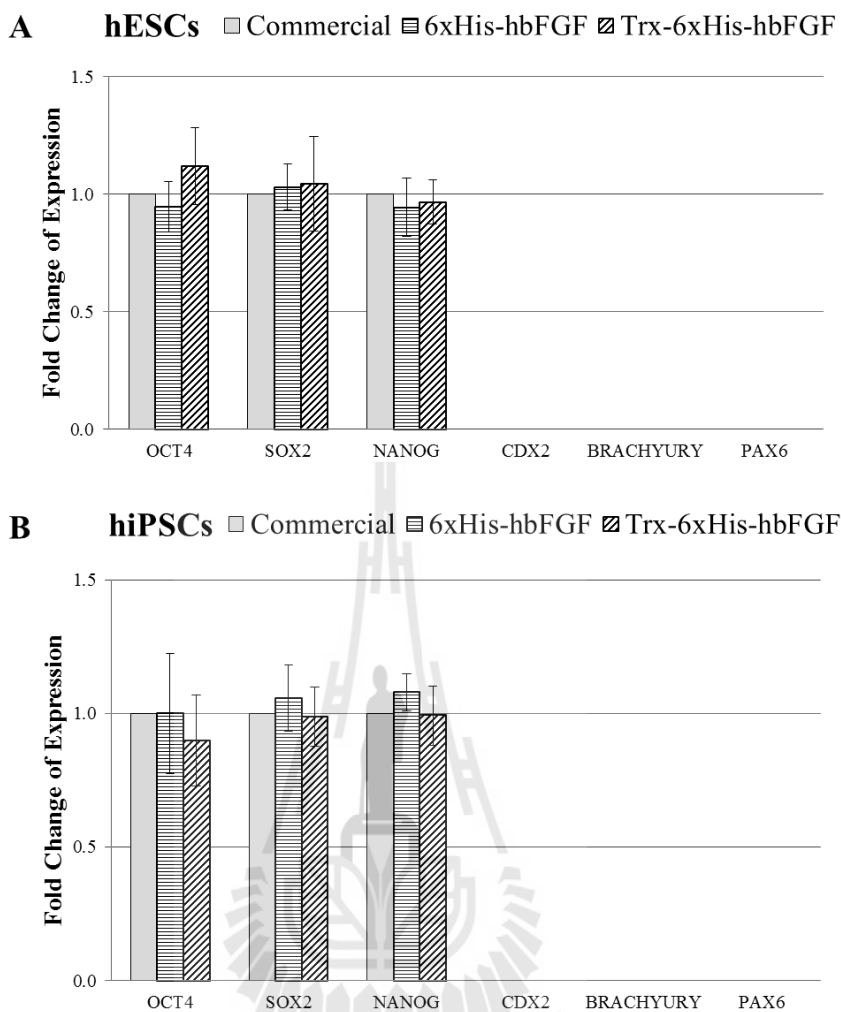 A hESCs Commercial 6xHis-hbFGF Trx-6xHis-hbFGF
1.5
1.0
0.5
0.0
Fold Change of Expression
OCT4 SOX2 NANOG CDX2 BRACHYURY PAX6
B hiPSCs Commercial 6xHis-hbFGF Trx-6xHis-hbFGF
1.5
1.0
0.5
0.0
Fold Change of Expression
OCT4 SOX2 NANOG CDX2 BRACHYURY PAX6